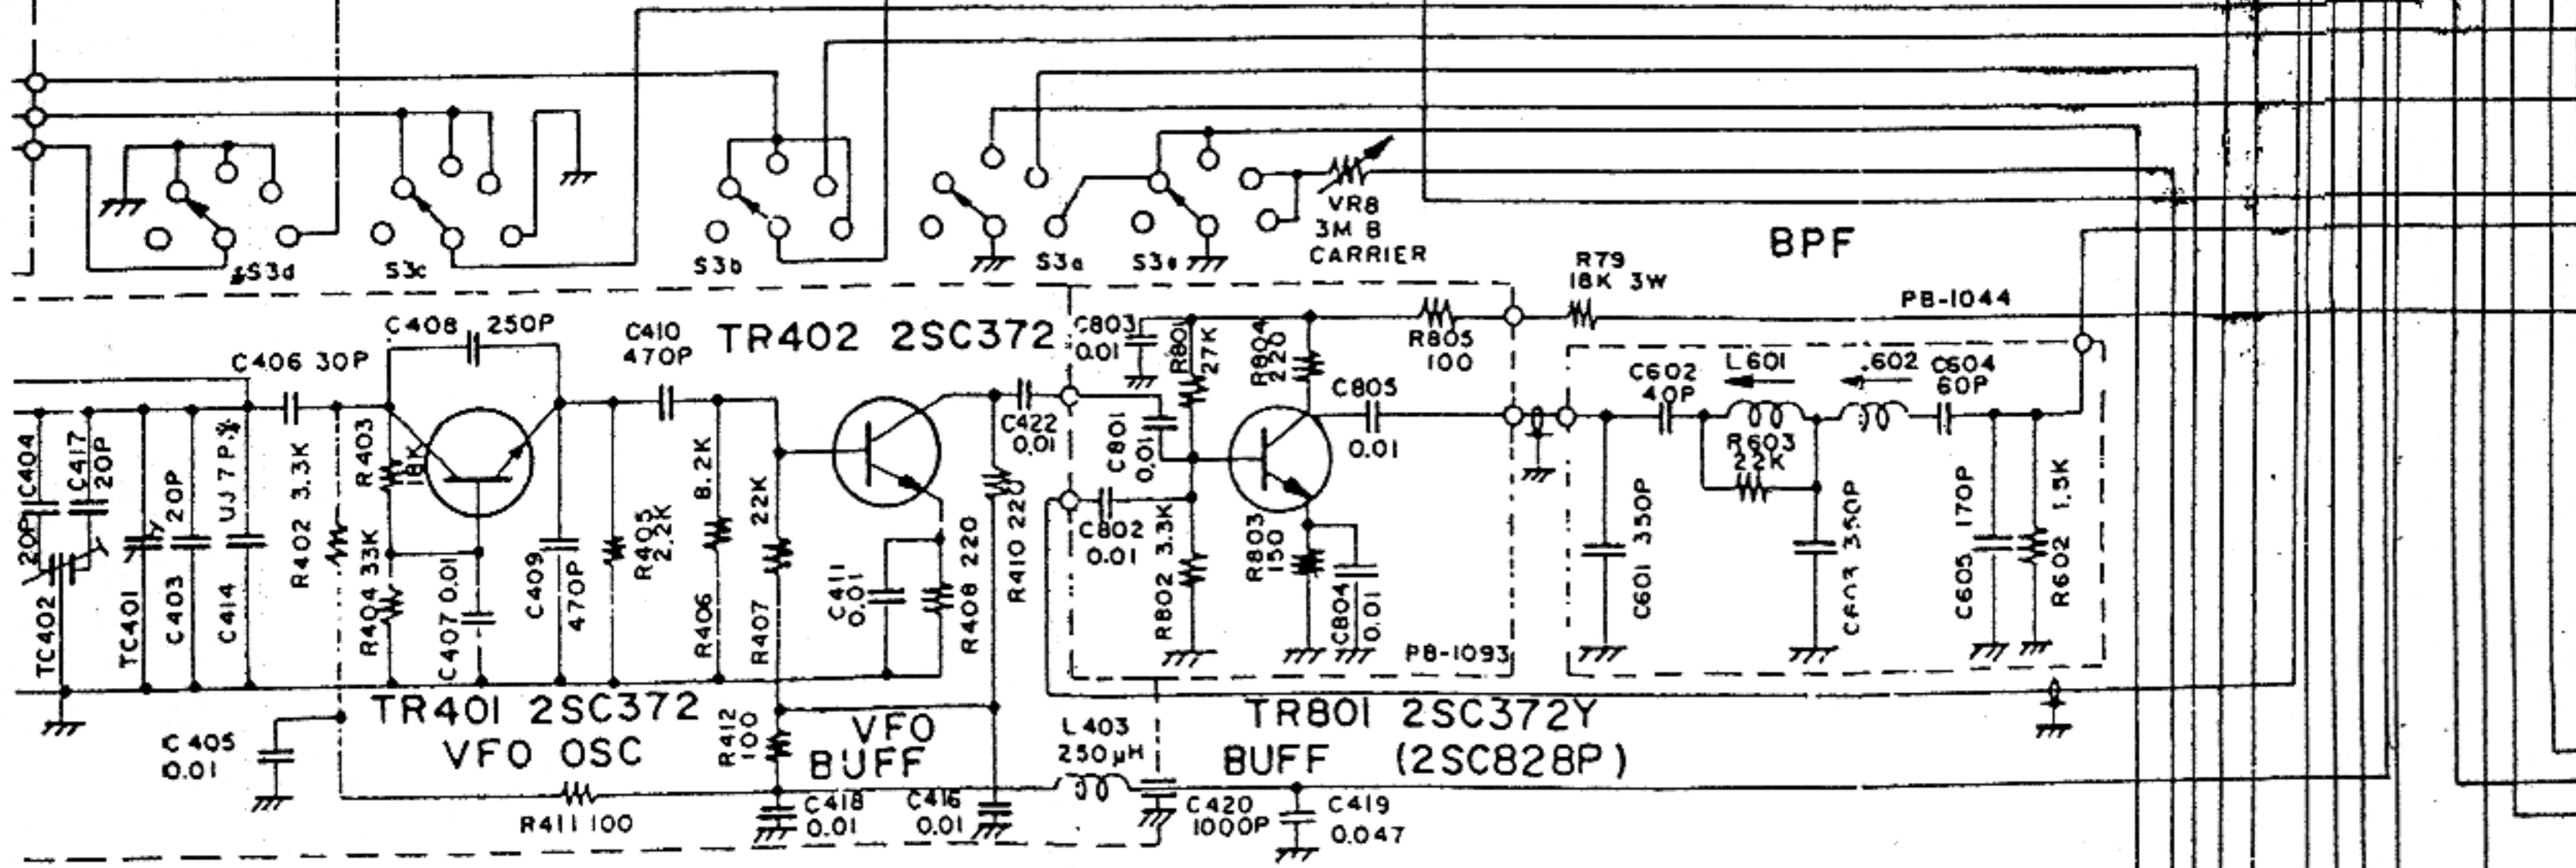 S3d
S3c
S3b
S3a
S3e
VR8
3M B
CARRIER
BPF
R79
18K 3W
PB-1044
C408 250P
C410
470P
TR402 2SC372
C803
0.01
R801
27K
R804
220
R805
100
C406 30P
C602
40P
L601
C604
60P
C404
20P
C417
20P
R403
18K
C422
0.01
C801
0.01
C805
0.01
R603
22K
TC402
TC401
C403 20P
C414 UJ 7P
R402 3.3K
R404 33K
C407 0.01
C409
470P
R405
2.2K
R406 8.2K
R407 22K
C411
0.01
R408 220
R410 220
C802
0.01
R802 3.3K
R803
150
C804
0.01
PB-1093
C601 350P
C603 350P
C605 170P
R602 1.5K
TR401 2SC372
VFO OSC
C405
0.01
R412
100
VFO
BUFF
L403
250μH
TR801 2SC372Y
BUFF (2SC828P)
R411 100
C418
0.01
C416
0.01
C420
1000P
C419
0.047